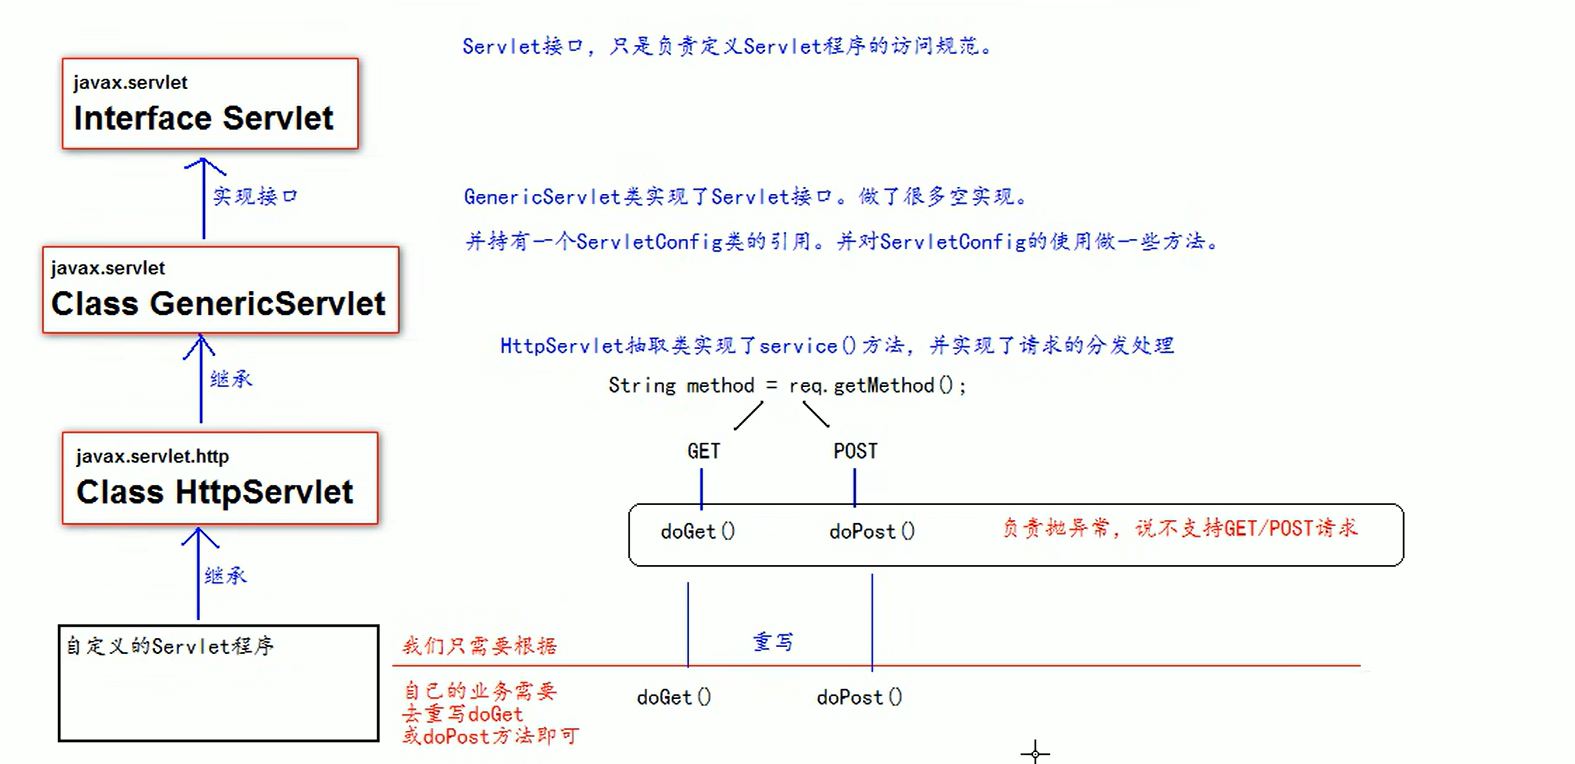 Servlet接口，只是负责定义Servlet程序的访问规范。
javax.servlet
Interface Servlet
实现接口
GenericServlet类实现了Servlet接口。做了很多空实现。
并持有一个ServletConfig类的引用。并对ServletConfig的使用做一些方法。
javax.servlet
Class GenericServlet
继承
HttpServlet抽取类实现了service()方法，并实现了请求的分发处理
String method = req.getMethod();
GET POST
javax.servlet.http
Class HttpServlet
doGet() doPost() 负责抛异常，说不支持GET/POST请求
继承
自定义的Servlet程序
我们只需要根据
重写
自己的业务需要
去重写doGet
或doPost方法即可
doGet() doPost()